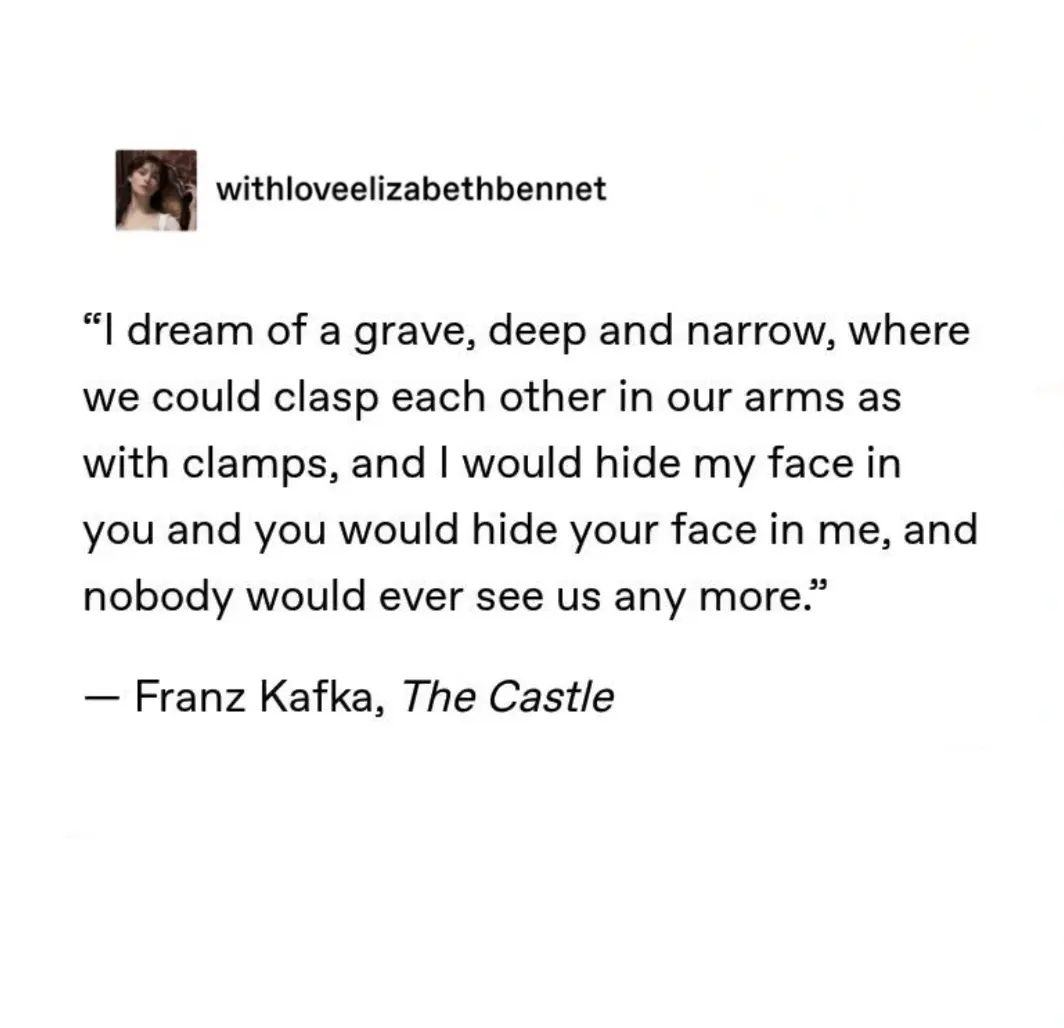 withloveelizabethbennet
“I dream of a grave, deep and narrow, where
we could clasp each other in our arms as
with clamps, and I would hide my face in
you and you would hide your face in me, and
nobody would ever see us any more.”
— Franz Kafka, The Castle